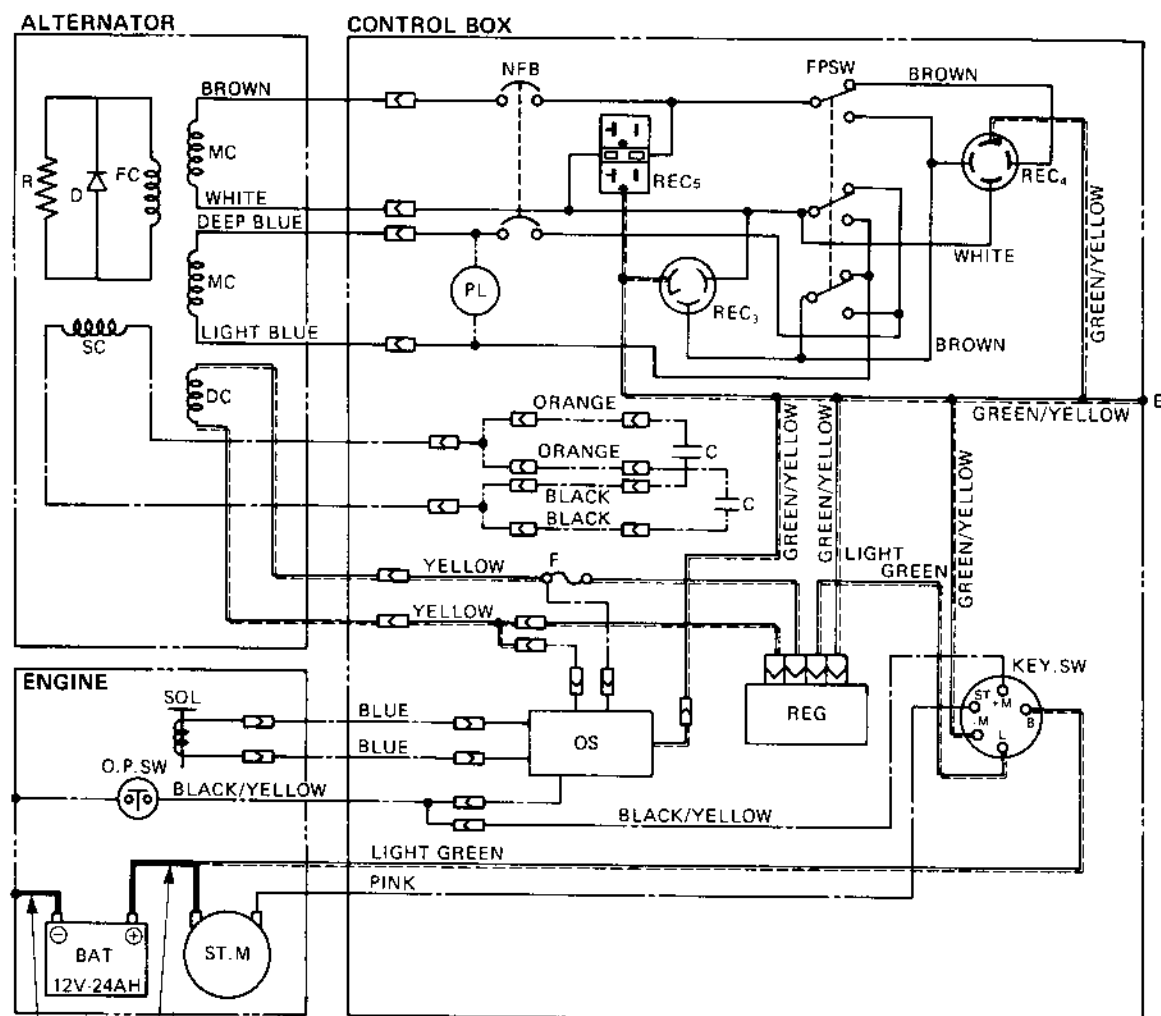 ALTERNATOR
CONTROL BOX
BROWN
NFB
FPSW
BROWN
R
D
FC
MC
REC5
REC4
WHITE
DEEP BLUE
WHITE
MC
PL
REC3
GREEN/YELLOW
LIGHT BLUE
BROWN
SC
DC
ORANGE
GREEN/YELLOW
E
ORANGE
C
BLACK
C
BLACK
GREEN/YELLOW
GREEN/YELLOW
GREEN/YELLOW
LIGHT
GREEN
YELLOW
F
YELLOW
ENGINE
KEY.SW
SOL
BLUE
OS
REG
ST
+M
B
-M
L
BLUE
O.P.SW
BLACK/YELLOW
BLACK/YELLOW
LIGHT GREEN
PINK
BAT
ST.M
12V-24AH